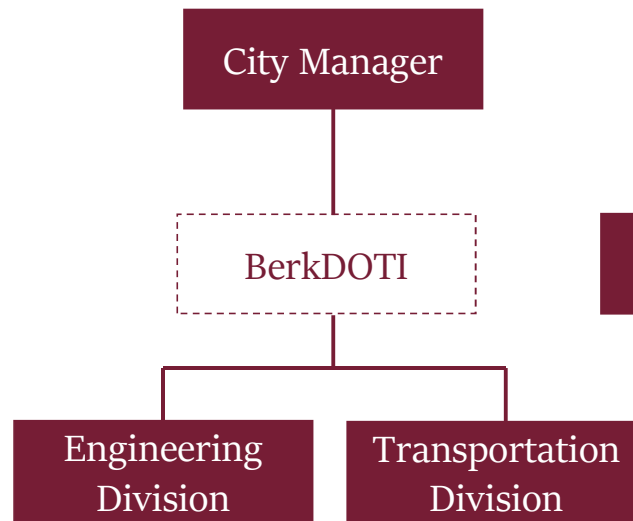 City Manager
BerkDOTI
Engineering
Division
Transportation
Division